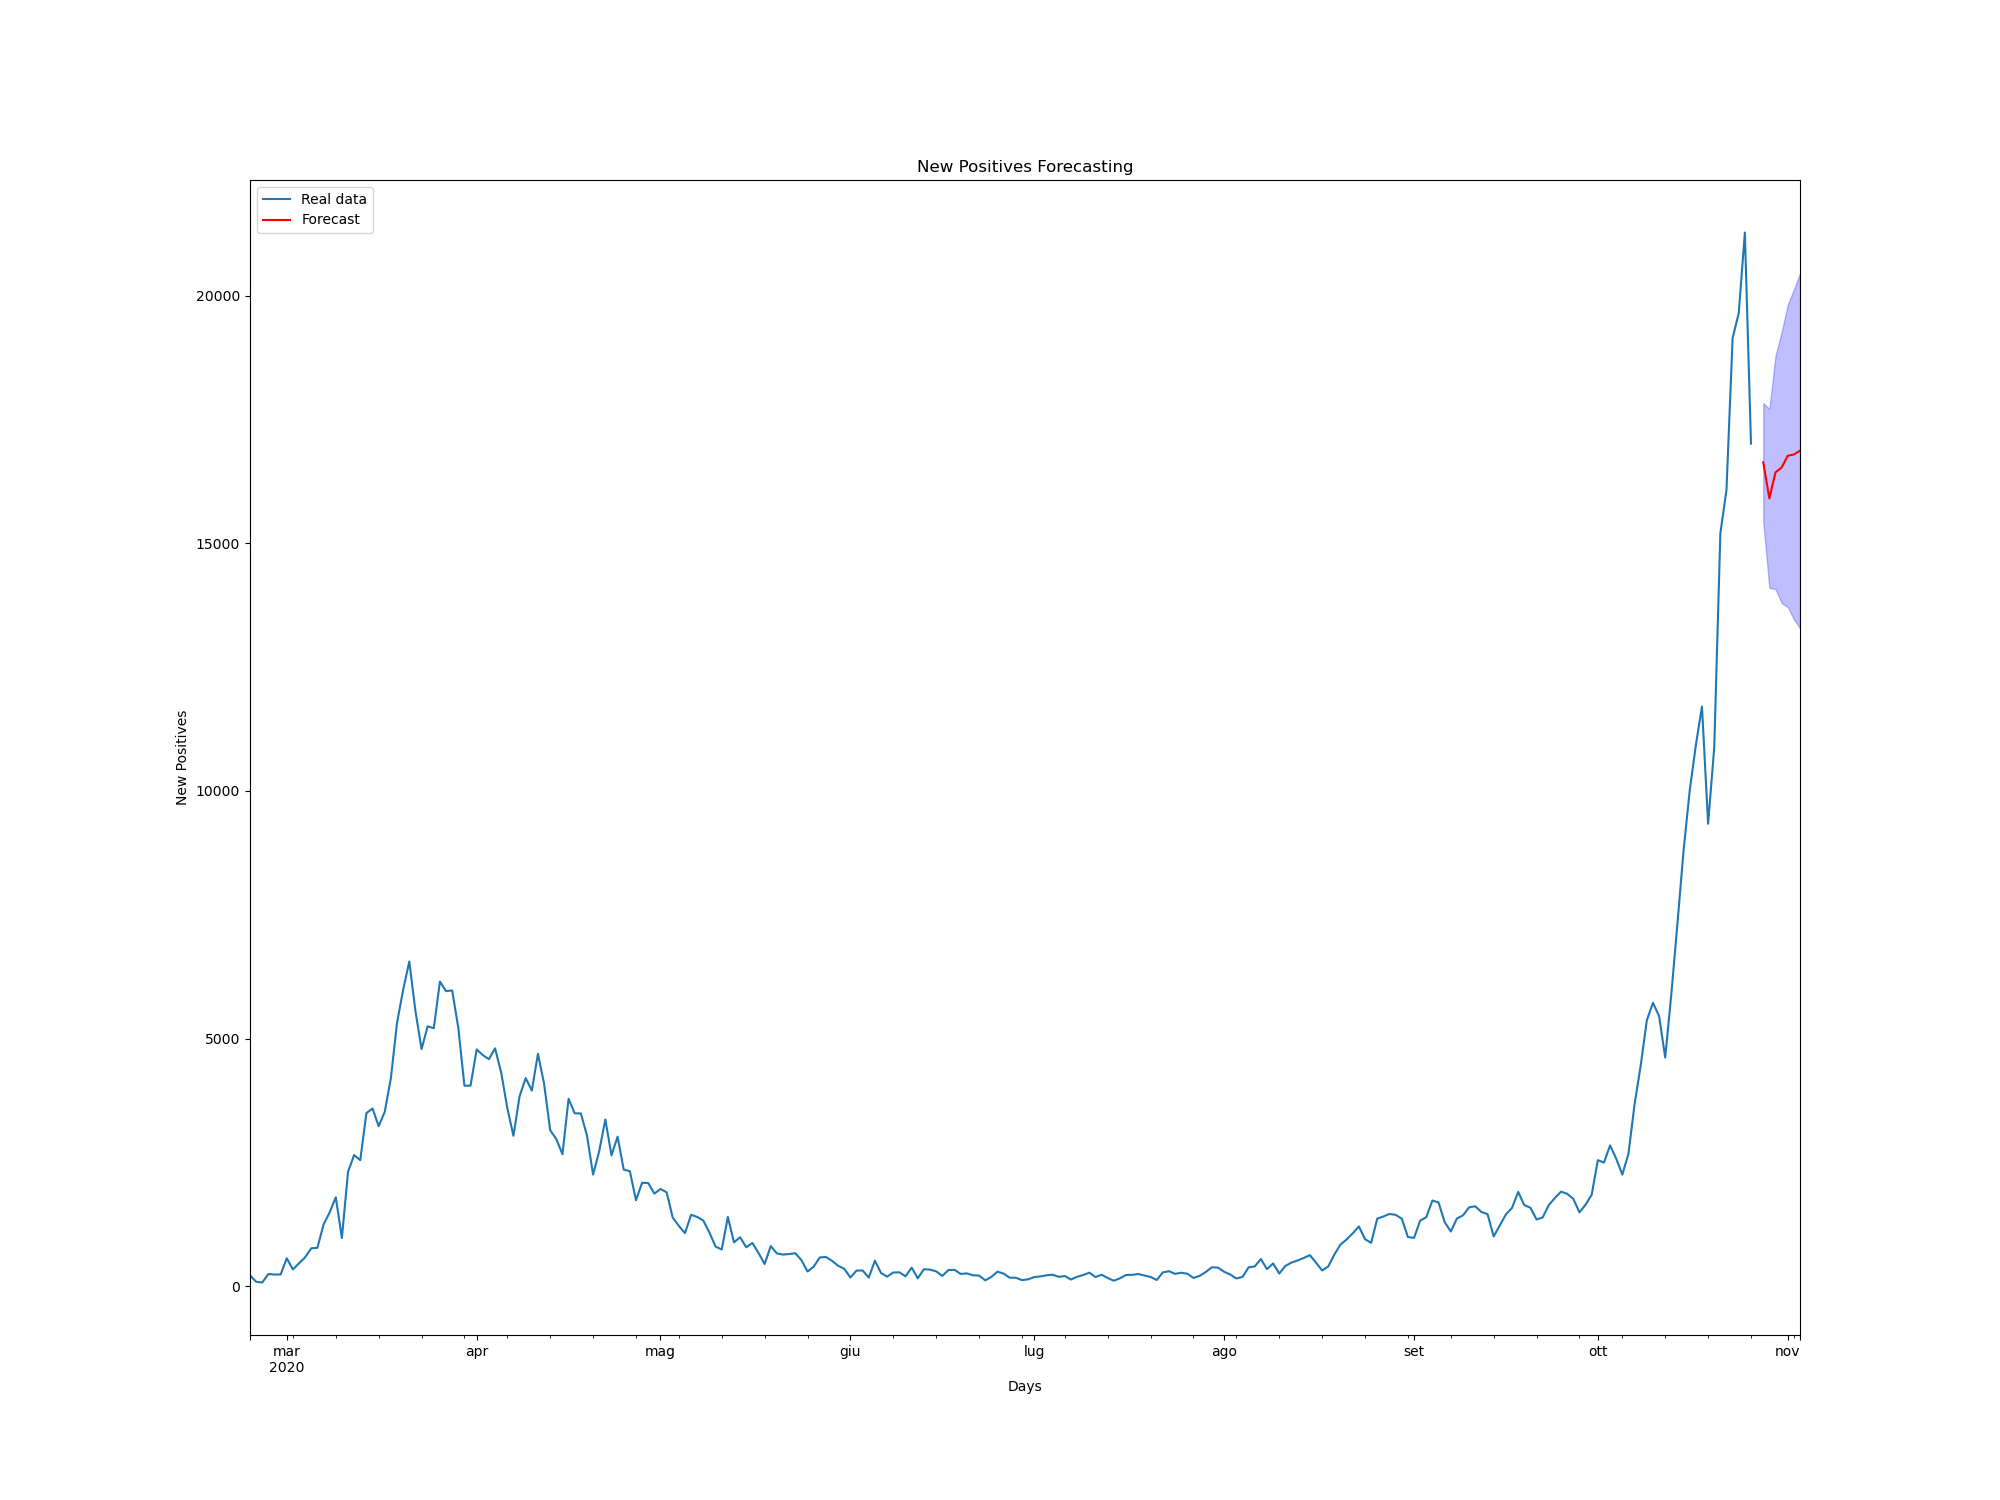 New Positives Forecasting
Real data
Forecast
20000
15000
10000
5000
0
New Positives
mar apr mag giu lug ago set ott nov
2020
Days